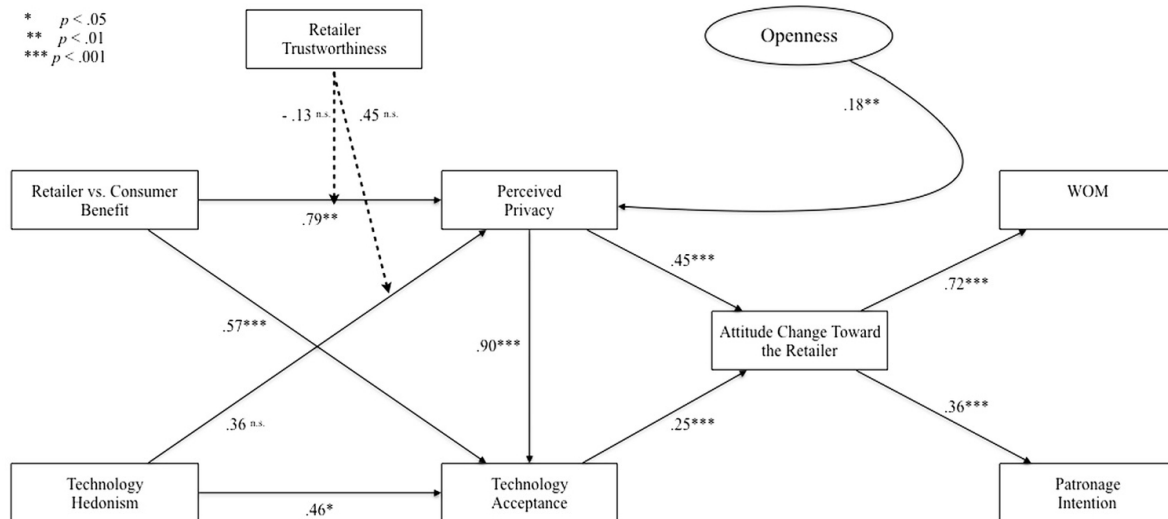 * p < .05
** p < .01
*** p < .001
Retailer
Trustworthiness
Openness
- .13 n.s.
.45 n.s.
.18**
Retailer vs. Consumer
Benefit
.79**
Perceived
Privacy
WOM
.45***
.72***
.57***
.90***
Attitude Change Toward
the Retailer
.36 n.s.
.25***
.36***
Technology
Hedonism
.46*
Technology
Acceptance
Patronage
Intention